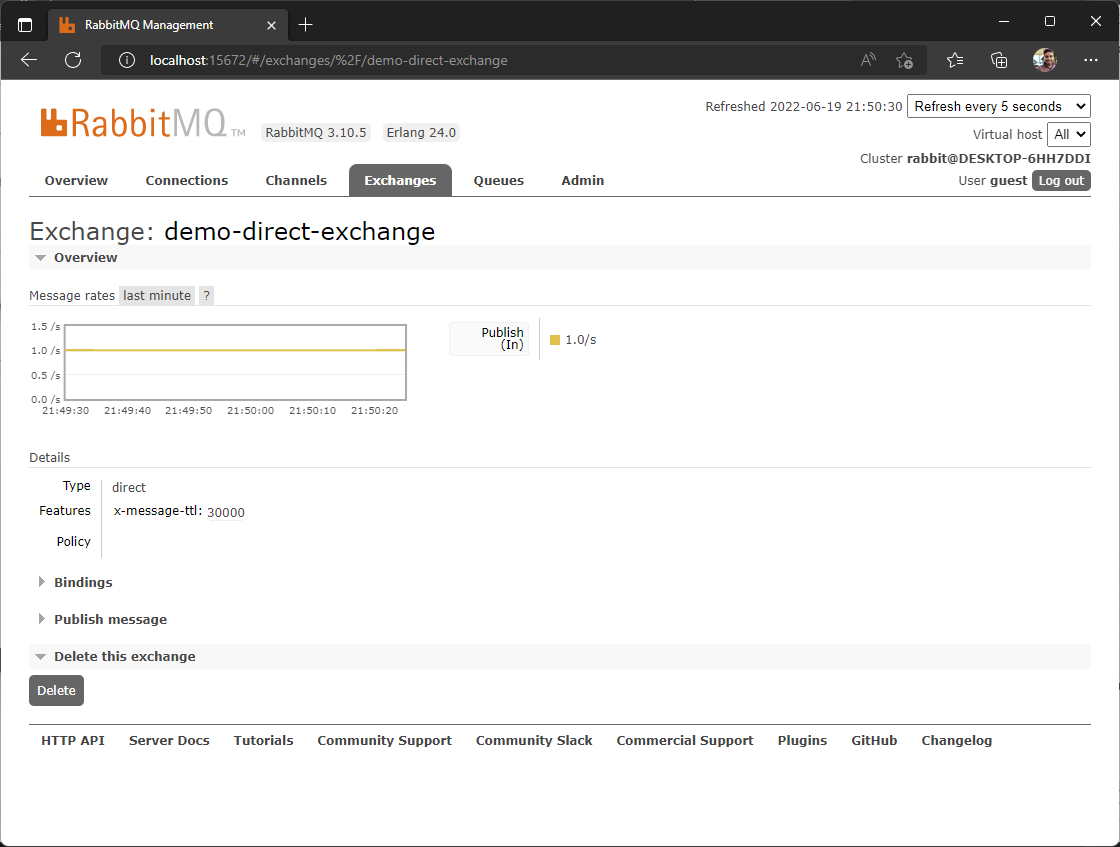 RabbitMQ Management
localhost:15672/#/exchanges/%2F/demo-direct-exchange
Refreshed 2022-06-19 21:50:30 Refresh every 5 seconds
RabbitMQ TM RabbitMQ 3.10.5 Erlang 24.0
Virtual host All
Cluster rabbit@DESKTOP-6HH7DDI
User guest Log out
Overview Connections Channels Exchanges Queues Admin
Exchange: demo-direct-exchange
Overview
Message rates last minute ?
1.5 /s
1.0 /s
0.5 /s
0.0 /s
21:49:30 21:49:40 21:49:50 21:50:00 21:50:10 21:50:20
Publish
(In)
1.0/s
Details
Type direct
Features x-message-ttl: 30000
Policy
Bindings
Publish message
Delete this exchange
Delete
HTTP API Server Docs Tutorials Community Support Community Slack Commercial Support Plugins GitHub Changelog